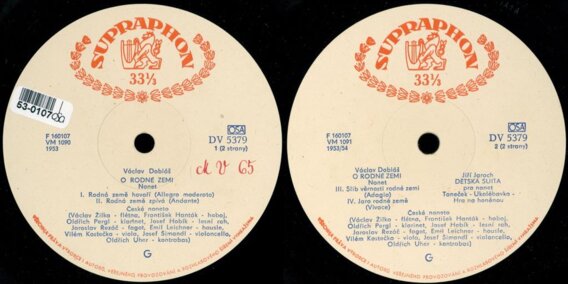 SUPRAPHON
33⅓
53-0107
F 160107
VM 1090
1953
OSA
DV 5379
1 (2 strany)
Václav Dobiáš
O RODNÉ ZEMI
Nonet
I. Rodná země hovoří (Allegro moderato)
II. Rodná země zpívá (Andante)
České noneto
(Václav Žilka - flétna, František Hanták - hoboj,
Oldřich Pergl - klarinet, Josef Hobík - lesní roh,
Jaroslav Řezáč - fagot, Emil Leichner - housle,
Vilém Kostečka - viola, Josef Šimandl - violoncello,
Oldřich Uher - kontrabas)
G
SUPRAPHON
33⅓
F 160107
VM 1091
1953/54
OSA
DV 5379
2 (2 strany)
Václav Dobiáš
O RODNÉ ZEMI
Nonet
III. Slib věrnosti rodné zemi
(Adagio)
IV. Jaro rodné země
(Vivace)
Jiří Jaroch
DĚTSKÁ SUITA
pro nonet
Taneček - Ukolébavka -
Hra na honěnou
České noneto
(Václav Žilka - flétna, František Hanták - hoboj,
Oldřich Pergl - klarinet, Josef Hobík - lesní roh,
Jaroslav Řezáč - fagot, Emil Leichner - housle,
Vilém Kostečka - viola, Josef Šimandl - violoncello,
Oldřich Uher - kontrabas)
G